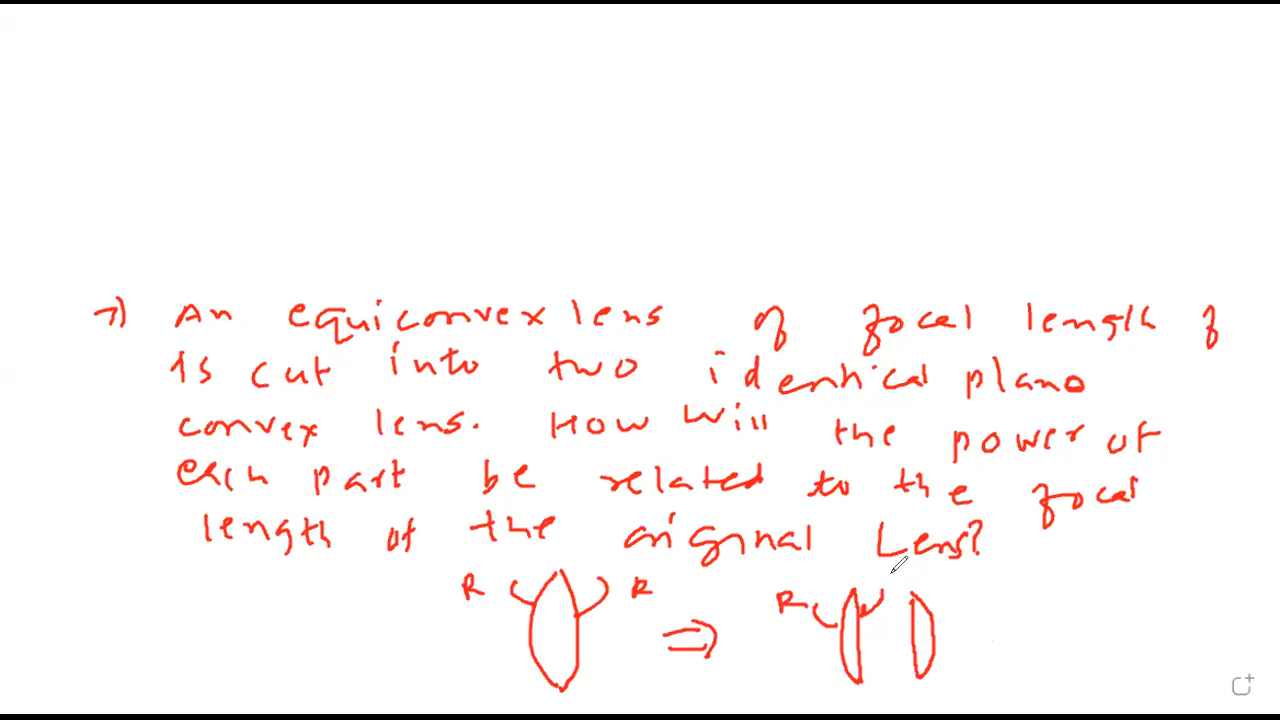 →) An equiconvex lens of focal length f
is cut into two identical plano
convex lens. How will the power of
each part be related to the focal
length of the original Lens?
R R ⇒ R